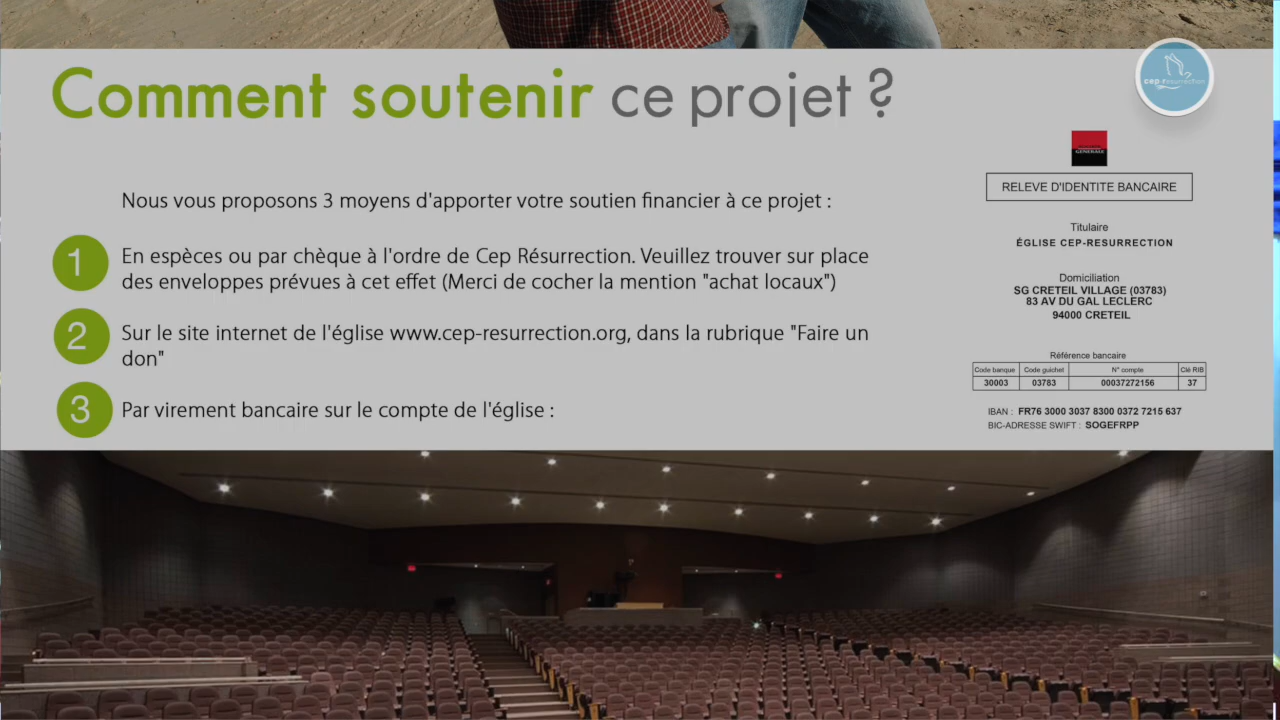 Comment soutenir ce projet ?
cep-résurrection
Nous vous proposons 3 moyens d'apporter votre soutien financier à ce projet :
1 En espèces ou par chèque à l'ordre de Cep Résurrection. Veuillez trouver sur place
des enveloppes prévues à cet effet (Merci de cocher la mention "achat locaux")
2 Sur le site internet de l'église www.cep-resurrection.org, dans la rubrique "Faire un
don"
3 Par virement bancaire sur le compte de l'église :
GENERALE
RELEVE D'IDENTITE BANCAIRE
Titulaire
ÉGLISE CEP-RESURRECTION
Domiciliation
SG CRETEIL VILLAGE (03783)
83 AV DU GAL LECLERC
94000 CRETEIL
Référence bancaire
Code banque Code guichet N° compte Clé RIB
30003 03783 00037272156 37
IBAN : FR76 3000 3037 8300 0372 7215 637
BIC-ADRESSE SWIFT : SOGEFRPP